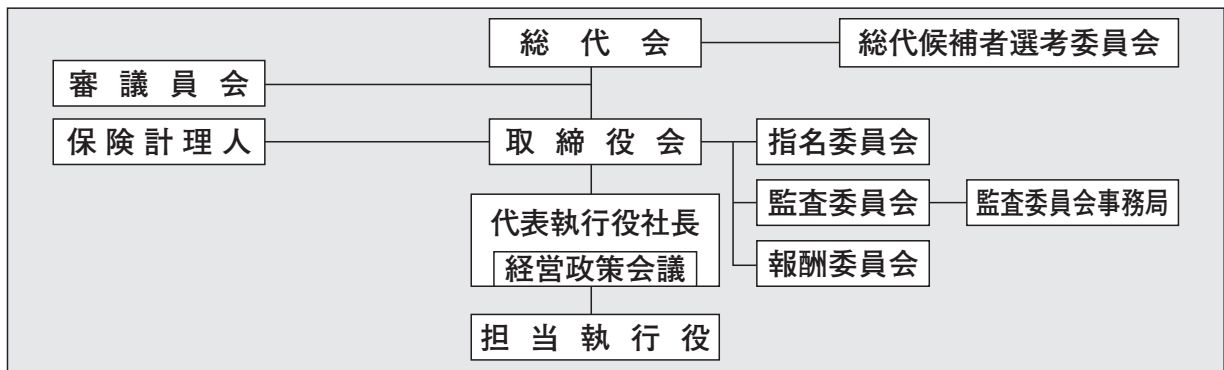 総代会
総代候補者選考委員会
審議員会
保険計理人
取締役会
指名委員会
監査委員会
監査委員会事務局
報酬委員会
代表執行役社長
経営政策会議
担当執行役